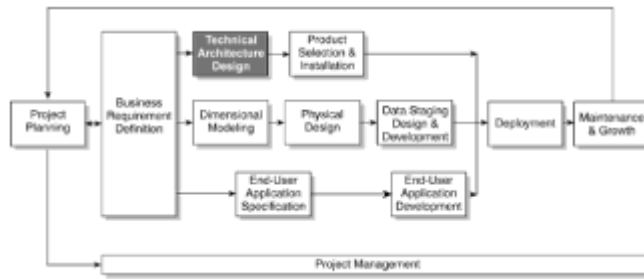 Technical
Architecture
Design
Product
Selection &
Installation
Project
Planning
Business
Requirement
Definition
Dimensional
Modeling
Physical
Design
Data Staging
Design &
Development
Deployment
Maintenance
& Growth
End-User
Application
Specification
End-User
Application
Development
Project Management